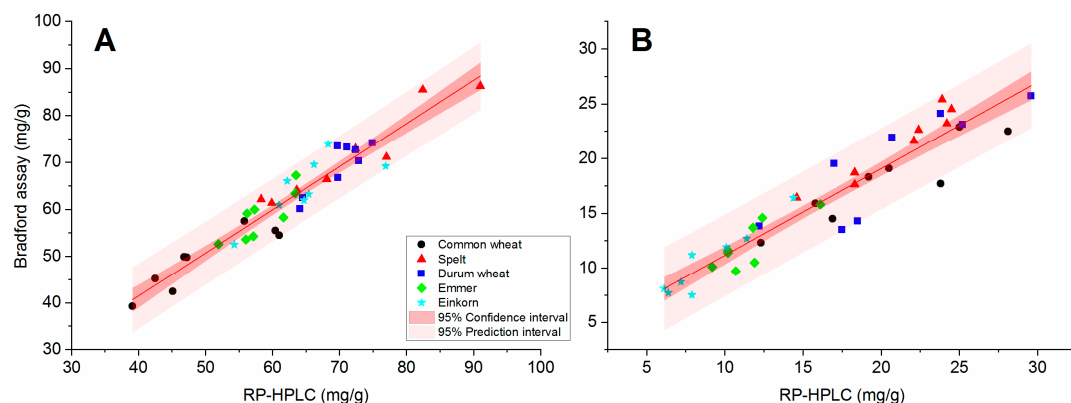 A
B
Bradford assay (mg/g)
100
90
80
70
60
50
40
30
30
40
50
60
70
80
90
100
RP-HPLC (mg/g)
Common wheat
Spelt
Durum wheat
Emmer
Einkorn
95% Confidence interval
95% Prediction interval
30
25
20
15
10
5
5
10
15
20
25
30
RP-HPLC (mg/g)